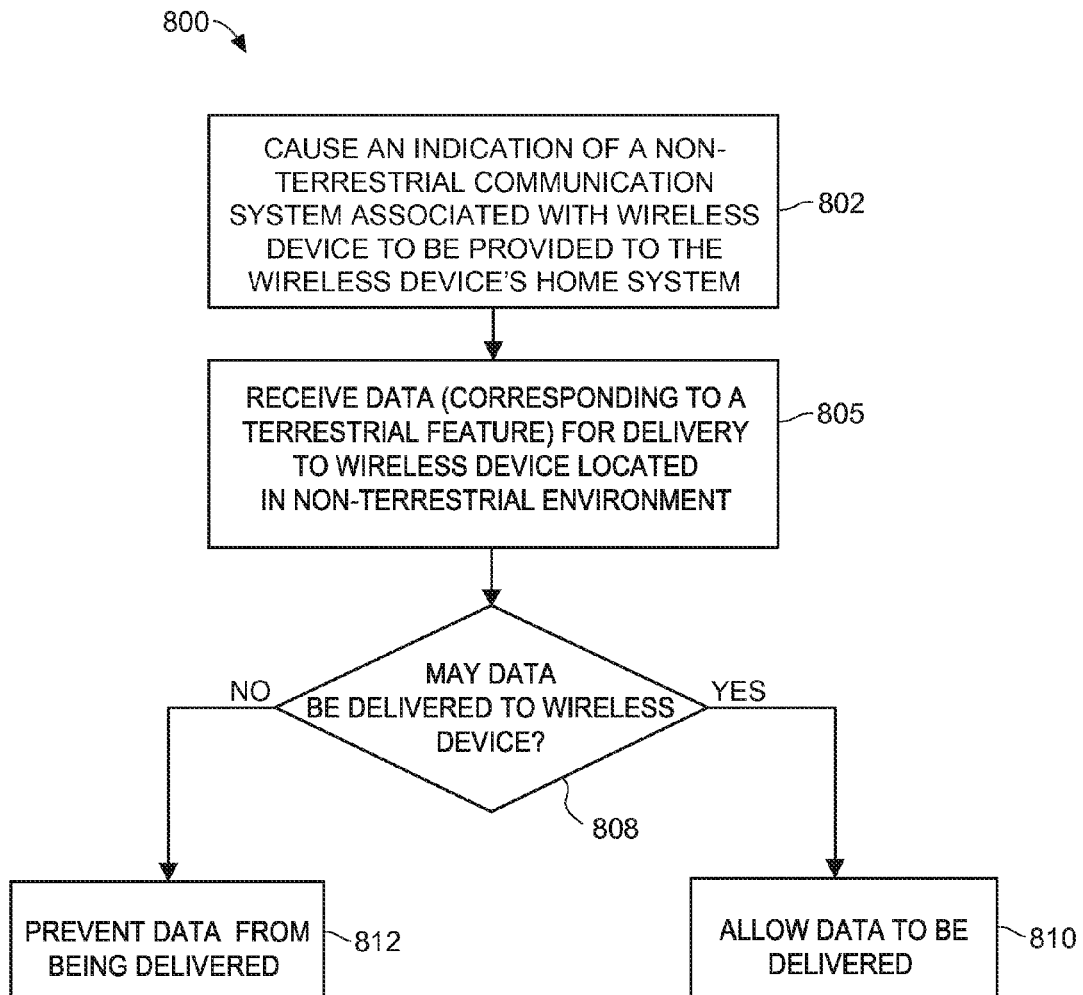 800
CAUSE AN INDICATION OF A NON-
TERRESTRIAL COMMUNICATION
SYSTEM ASSOCIATED WITH WIRELESS
DEVICE TO BE PROVIDED TO THE
WIRELESS DEVICE'S HOME SYSTEM
802
RECEIVE DATA (CORRESPONDING TO A
TERRESTRIAL FEATURE) FOR DELIVERY
TO WIRELESS DEVICE LOCATED
IN NON-TERRESTRIAL ENVIRONMENT
805
MAY DATA
BE DELIVERED TO WIRELESS
DEVICE?
NO
YES
808
PREVENT DATA FROM
BEING DELIVERED
812
ALLOW DATA TO BE
DELIVERED
810